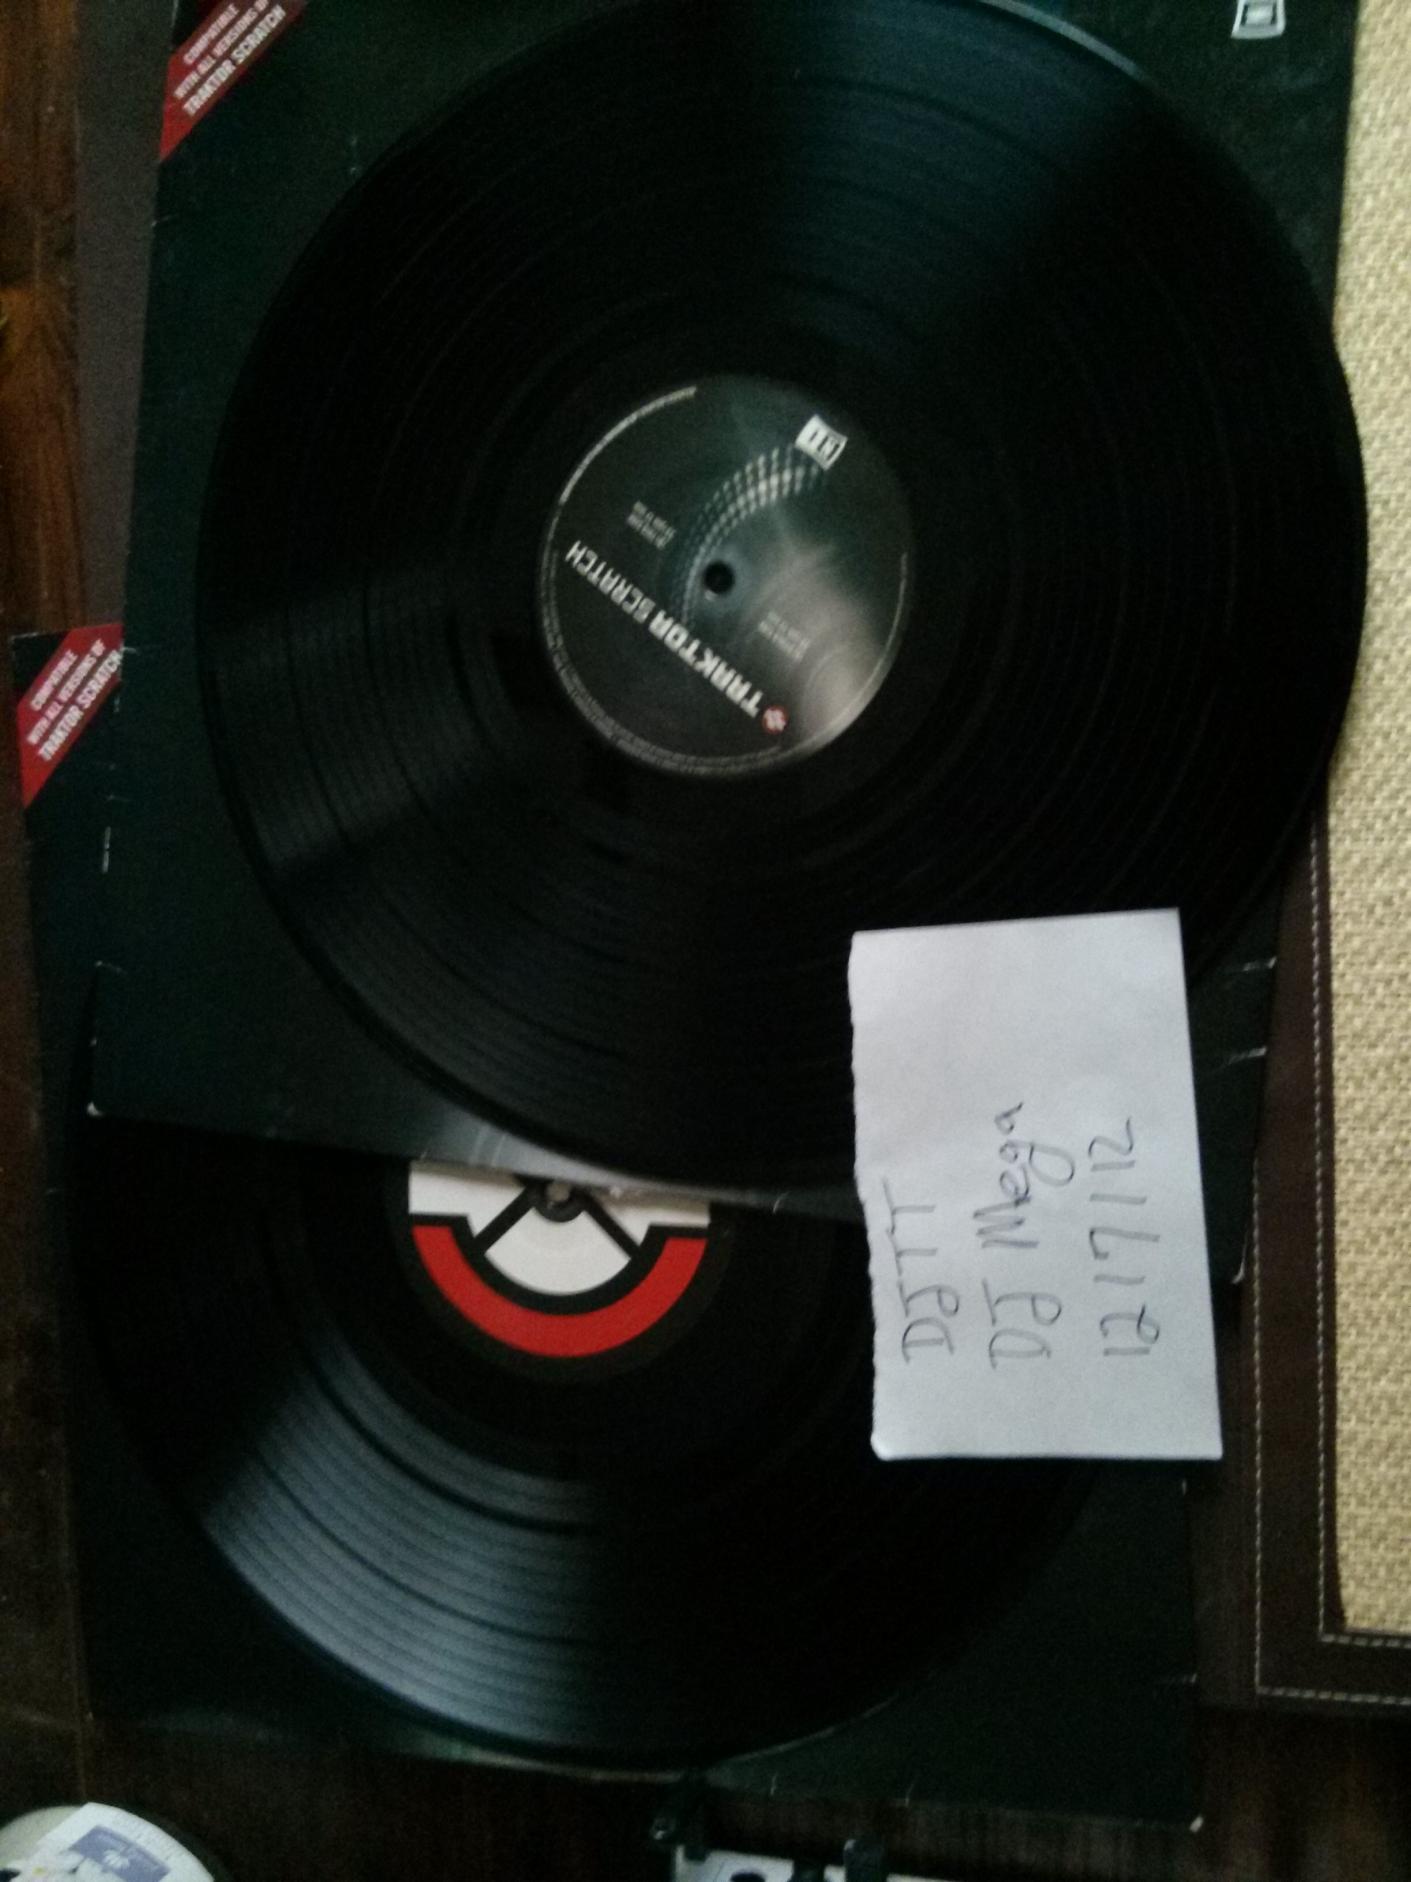 COMPATIBLE
WITH ALL VERSIONS OF
TRAKTOR SCRATCH
TRAKTOR SCRATCH
COMPATIBLE
WITH ALL VERSIONS OF
TRAKTOR SCRATCH
DJTT
DJ Mega
12/7/12